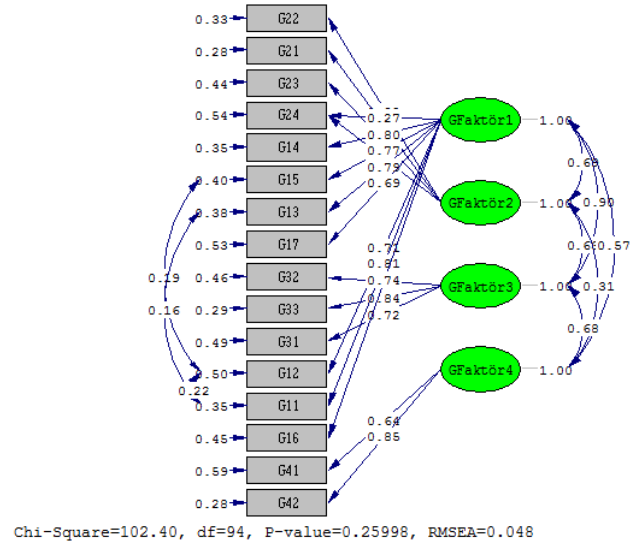 0.33 G22
0.28 G21
0.44 G23
0.54 G24
0.35 G14
0.40 G15
0.38 G13
0.53 G17
0.46 G32
0.29 G33
0.49 G31
0.50 G12
0.35 G11
0.45 G16
0.59 G41
0.28 G42
0.19
0.16
0.22
0.27
0.80
0.77
0.79
0.69
0.71
0.81
0.74
0.84
0.72
0.64
0.85
GFaktör1 1.00
GFaktör2 1.00
GFaktör3 1.00
GFaktör4 1.00
0.69
0.90
0.57
0.31
0.68
Chi-Square=102.40, df=94, P-value=0.25998, RMSEA=0.048